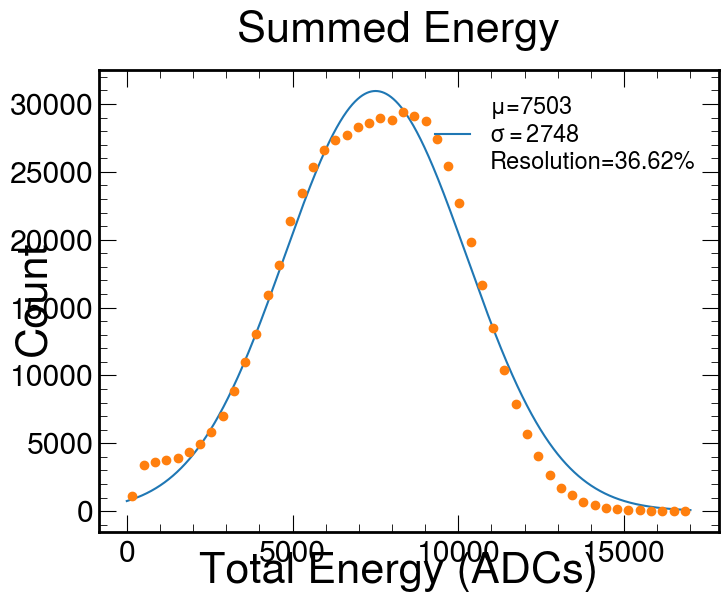 Summed Energy
μ=7503
σ = 2748
Resolution=36.62%
30000
25000
20000
15000
10000
5000
0
Count
0
5000
10000
15000
Total Energy (ADCs)